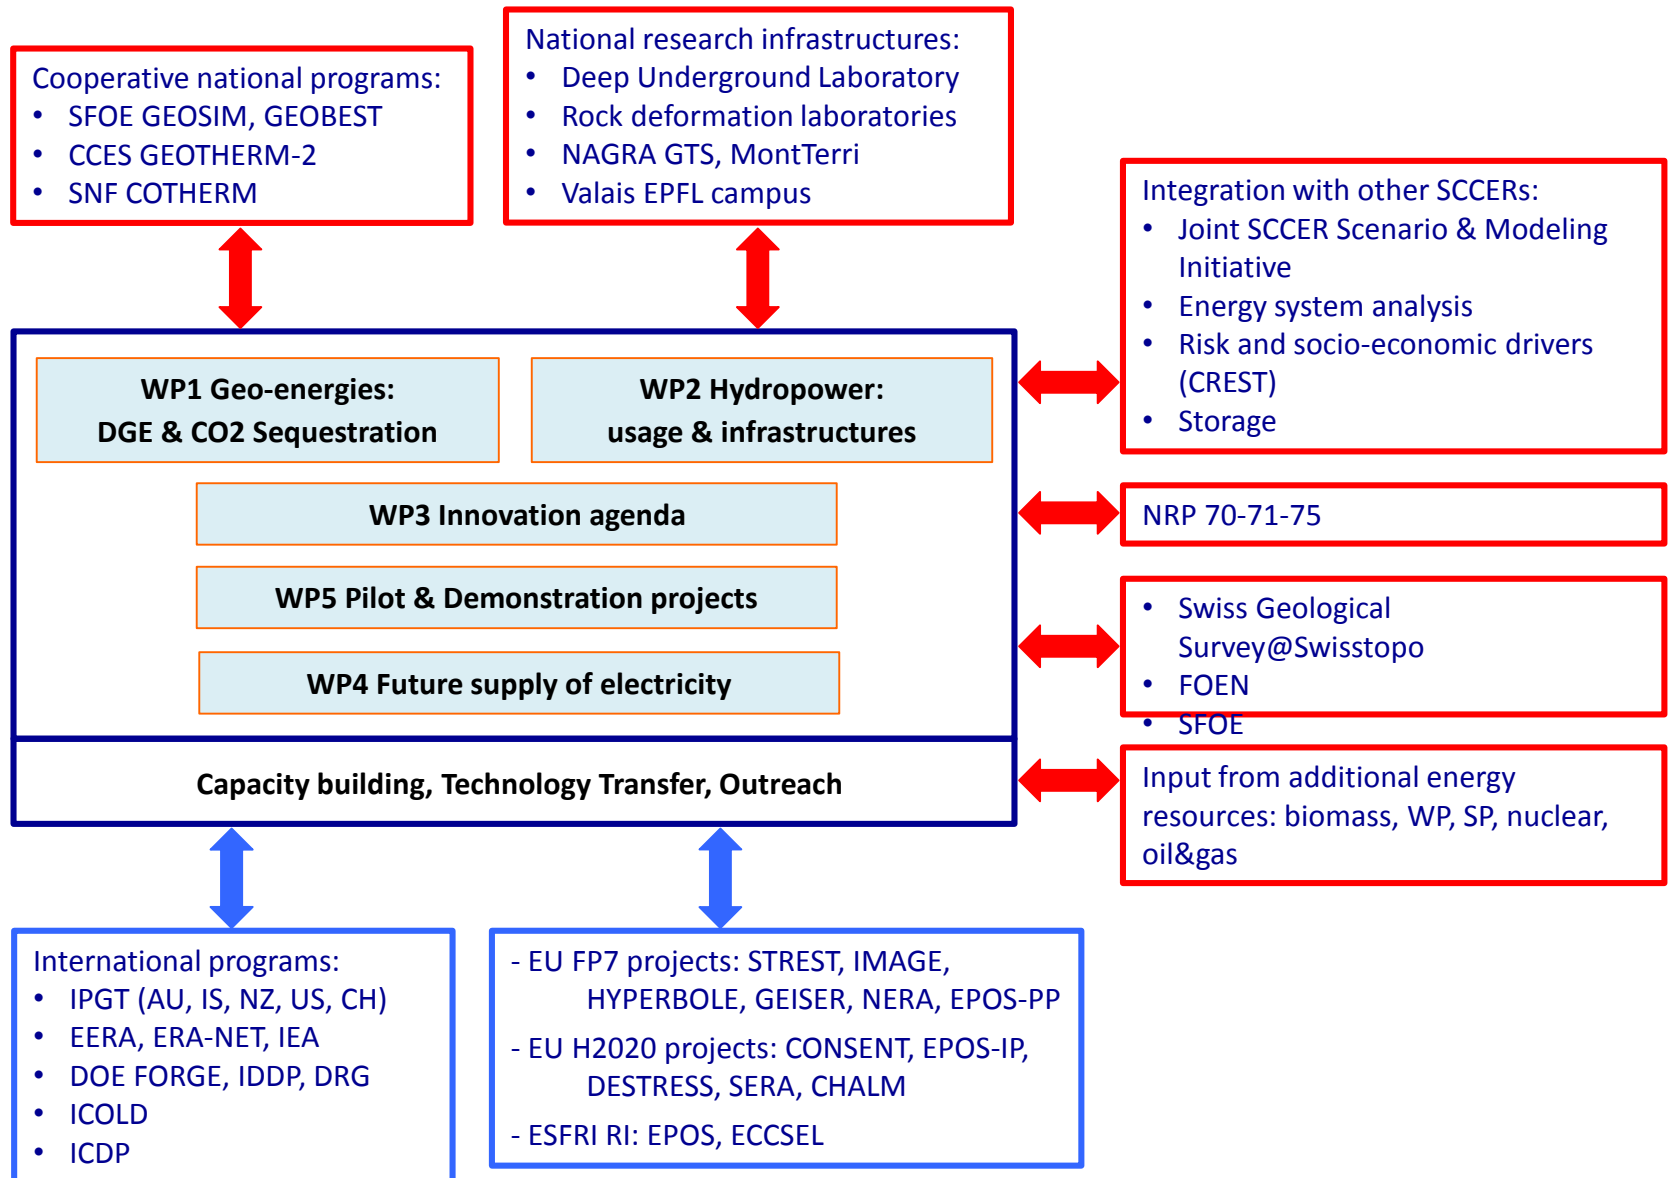 Cooperative national programs:
• SFOE GEOSIM, GEOBEST
• CCES GEOTHERM-2
• SNF COTHERM
National research infrastructures:
• Deep Underground Laboratory
• Rock deformation laboratories
• NAGRA GTS, MontTerri
• Valais EPFL campus
Integration with other SCCERs:
• Joint SCCER Scenario & Modeling
Initiative
• Energy system analysis
• Risk and socio-economic drivers
(CREST)
• Storage
WP1 Geo-energies:
DGE & CO2 Sequestration
WP2 Hydropower:
usage & infrastructures
WP3 Innovation agenda
NRP 70-71-75
WP5 Pilot & Demonstration projects
• Swiss Geological
Survey@Swisstopo
• FOEN
• SFOE
WP4 Future supply of electricity
Capacity building, Technology Transfer, Outreach
Input from additional energy
resources: biomass, WP, SP, nuclear,
oil&gas
International programs:
• IPGT (AU, IS, NZ, US, CH)
• EERA, ERA-NET, IEA
• DOE FORGE, IDDP, DRG
• ICOLD
• ICDP
- EU FP7 projects: STREST, IMAGE,
HYPERBOLE, GEISER, NERA, EPOS-PP
- EU H2020 projects: CONSENT, EPOS-IP,
DESTRESS, SERA, CHALM
- ESFRI RI: EPOS, ECCSEL